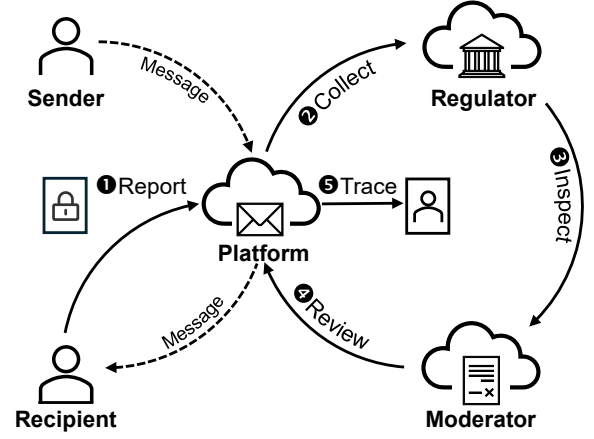 Sender
Message
❷Collect
Regulator
❶Report
❺Trace
❸Inspect
Platform
Message
❹Review
Recipient
Moderator